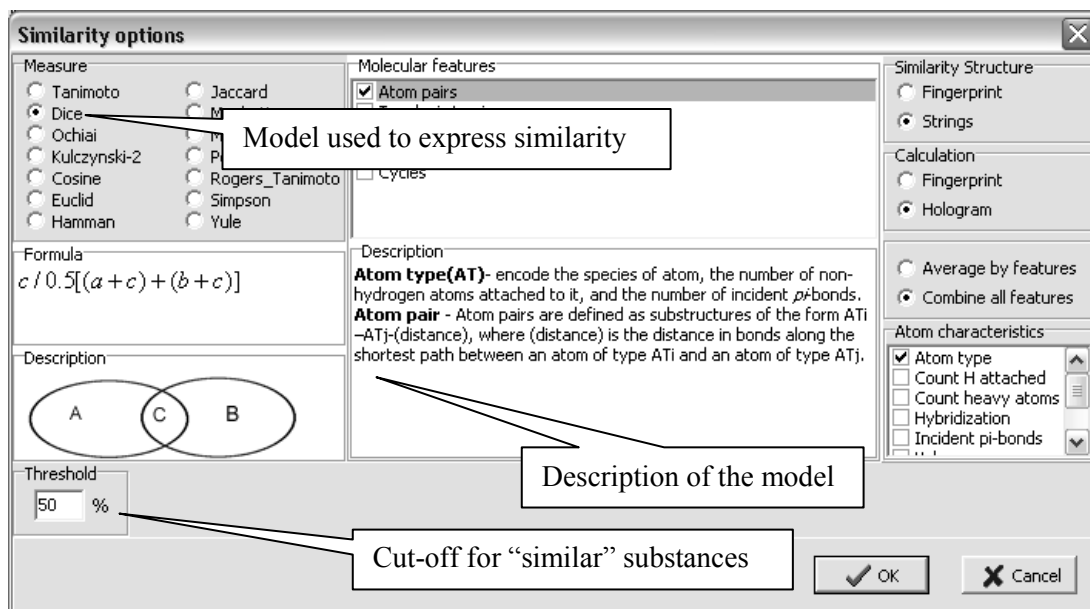 Similarity options
Measure
Tanimoto
Dice
Ochiai
Kulczynski-2
Cosine
Euclid
Hamman
Jaccard
Rogers_Tanimoto
Simpson
Yule
Model used to express similarity
Formula
c / 0.5[(a + c) + (b + c)]
Description
A C B
Threshold
50 %
Cut-off for “similar” substances
Molecular features
Atom pairs
Cycles
Description
Atom type(AT)- encode the species of atom, the number of non-
hydrogen atoms attached to it, and the number of incident pi-bonds.
Atom pair - Atom pairs are defined as substructures of the form ATi
–ATj-(distance), where (distance) is the distance in bonds along the
shortest path between an atom of type ATi and an atom of type ATj.
Description of the model
Similarity Structure
Fingerprint
Strings
Calculation
Fingerprint
Hologram
Average by features
Combine all features
Atom characteristics
Atom type
Count H attached
Count heavy atoms
Hybridization
Incident pi-bonds
OK
Cancel